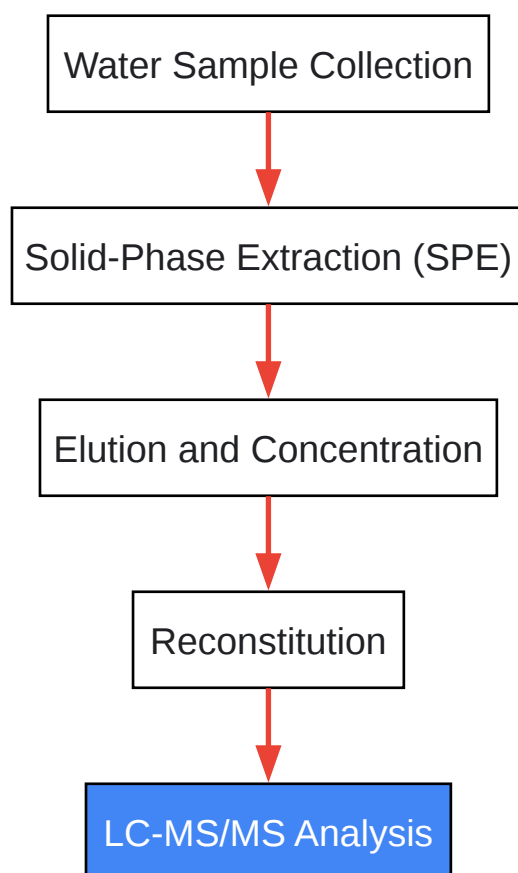 Water Sample Collection
Solid-Phase Extraction (SPE)
Elution and Concentration
Reconstitution
LC-MS/MS Analysis